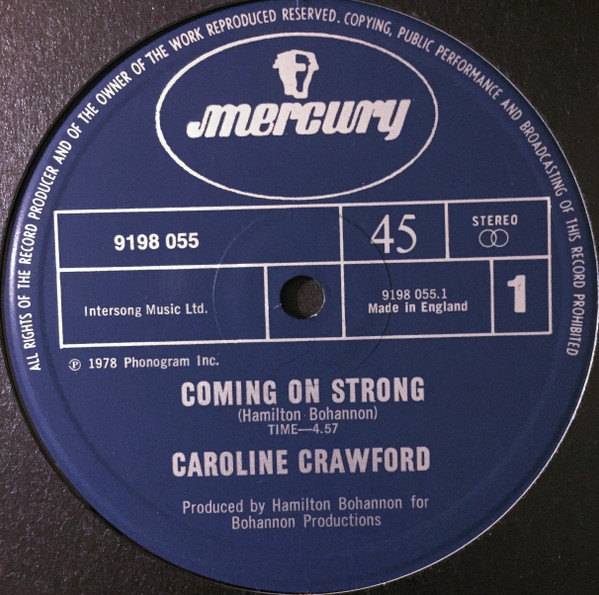 ALL RIGHTS OF THE RECORD PRODUCER AND OF THE OWNER OF THE WORK REPRODUCED RESERVED. COPYING, PUBLIC PERFORMANCE AND BROADCASTING OF THIS RECORD PROHIBITED
mercury
9198 055
45
STEREO
Intersong Music Ltd.
9198 055.1
Made in England
1
℗ 1978 Phonogram Inc.
COMING ON STRONG
(Hamilton Bohannon)
TIME—4.57
CAROLINE CRAWFORD
Produced by Hamilton Bohannon for
Bohannon Productions